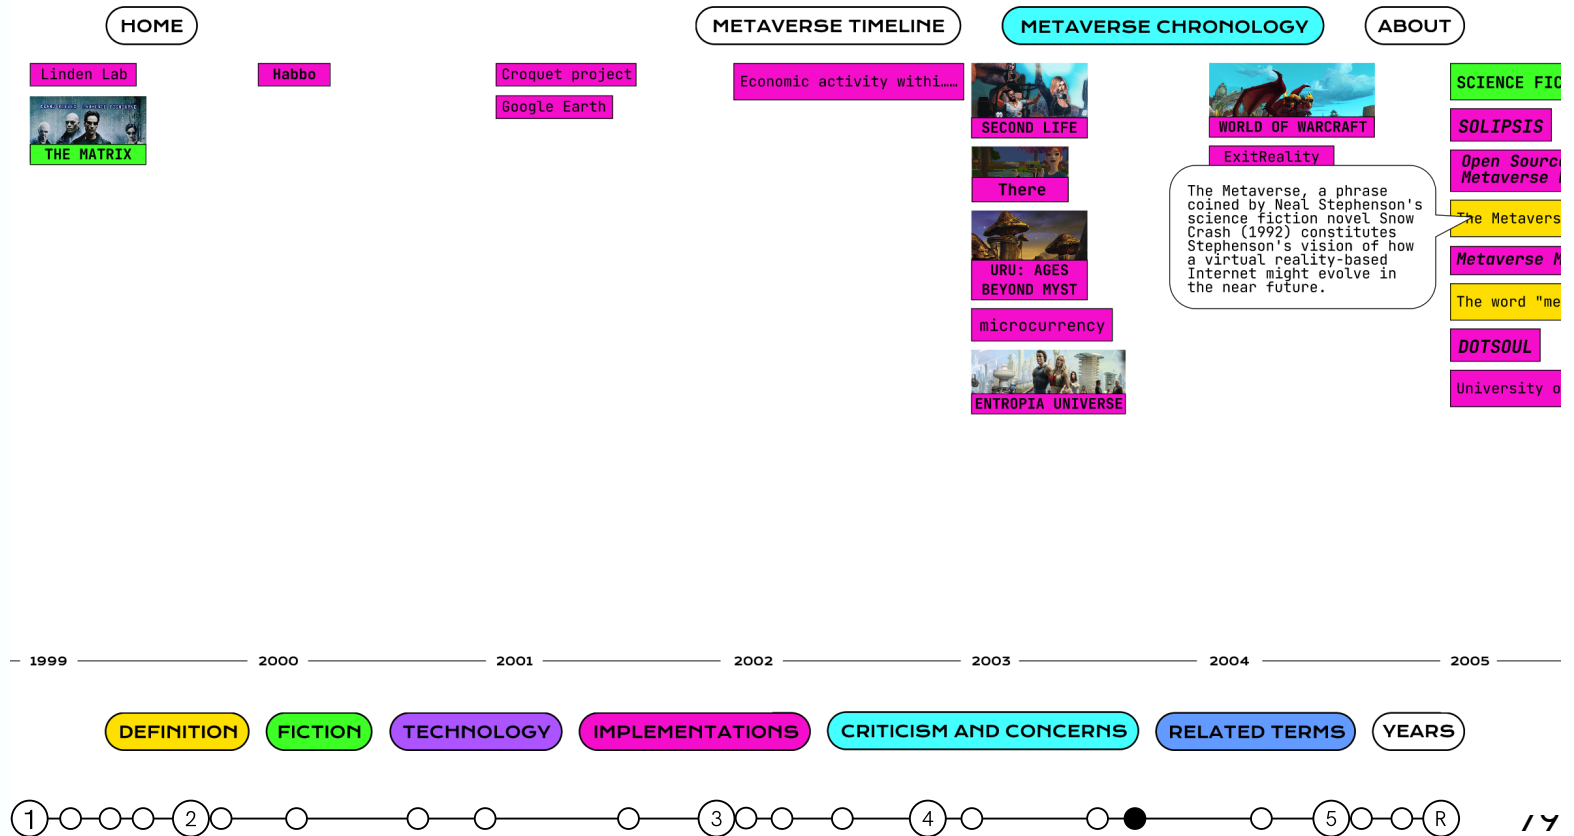 HOME
METAVERSE TIMELINE
METAVERSE CHRONOLOGY
ABOUT
Linden Lab
THE MATRIX
Habbo
Croquet project
Google Earth
Economic activity withi……
SECOND LIFE
There
URU: AGES
BEYOND MYST
microcurrency
ENTROPIA UNIVERSE
WORLD OF WARCRAFT
ExitReality
The Metaverse, a phrase
coined by Neal Stephenson's
science fiction novel Snow
Crash (1992) constitutes
Stephenson's vision of how
a virtual reality-based
Internet might evolve in
the near future.
SCIENCE FIC
SOLIPSIS
Open Sourc
Metaverse
The Metavers
Metaverse M
The word "me
DOTSOUL
University o
1999
2000
2001
2002
2003
2004
2005
DEFINITION
FICTION
TECHNOLOGY
IMPLEMENTATIONS
CRITICISM AND CONCERNS
RELATED TERMS
YEARS
1
2
3
4
5
R